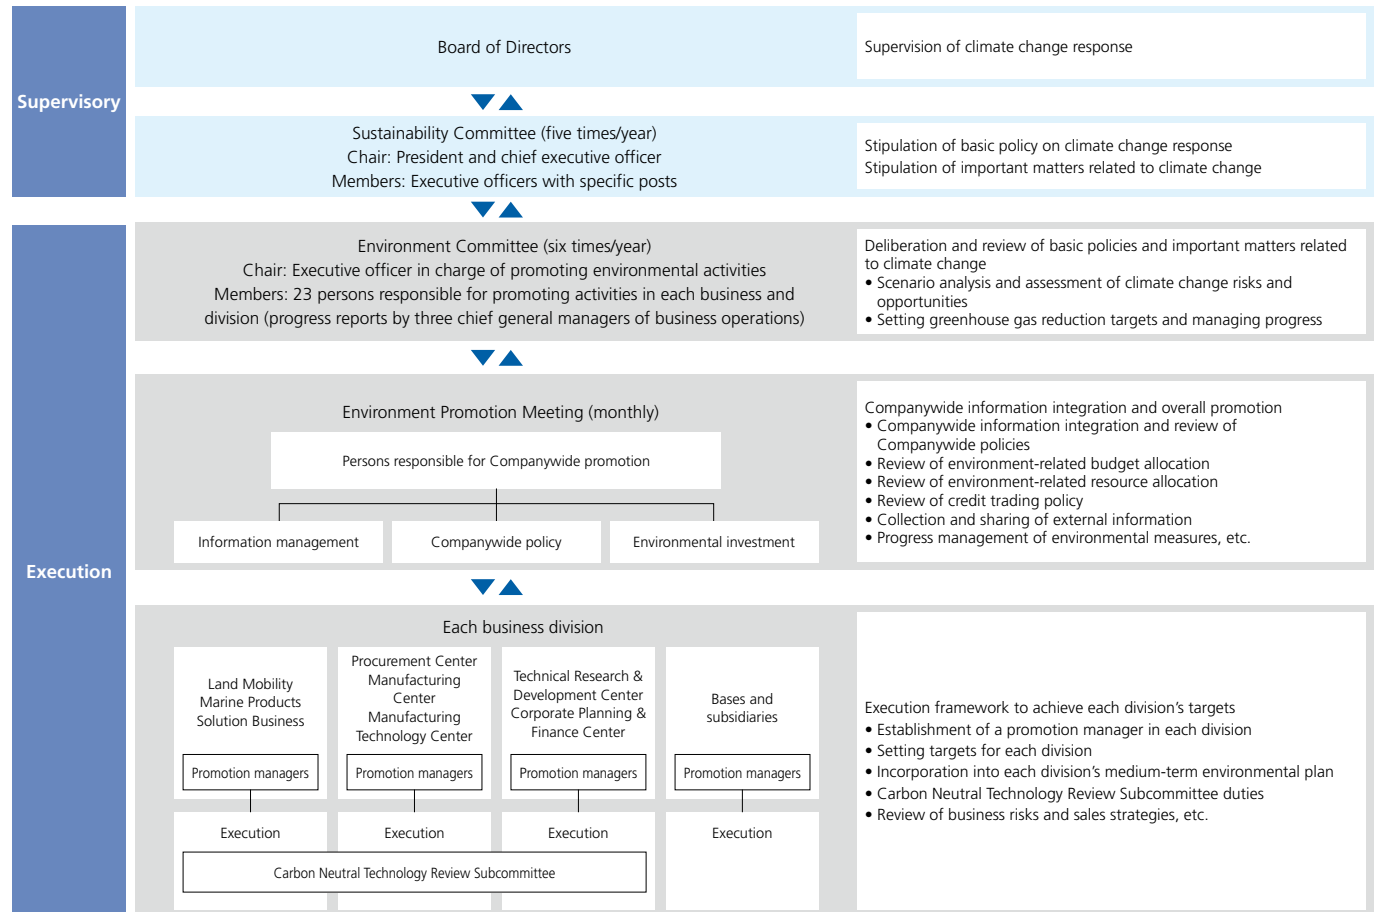 Supervisory
Board of Directors
Supervision of climate change response
Sustainability Committee (five times/year)
Chair: President and chief executive officer
Members: Executive officers with specific posts
Stipulation of basic policy on climate change response
Stipulation of important matters related to climate change
Execution
Environment Committee (six times/year)
Chair: Executive officer in charge of promoting environmental activities
Members: 23 persons responsible for promoting activities in each business and
division (progress reports by three chief general managers of business operations)
Deliberation and review of basic policies and important matters related
to climate change
• Scenario analysis and assessment of climate change risks and
opportunities
• Setting greenhouse gas reduction targets and managing progress
Environment Promotion Meeting (monthly)
Persons responsible for Companywide promotion
Information management
Companywide policy
Environmental investment
Companywide information integration and overall promotion
• Companywide information integration and review of
Companywide policies
• Review of environment-related budget allocation
• Review of environment-related resource allocation
• Review of credit trading policy
• Collection and sharing of external information
• Progress management of environmental measures, etc.
Each business division
Land Mobility
Marine Products
Solution Business
Promotion managers
Execution
Procurement Center
Manufacturing
Center
Manufacturing
Technology Center
Promotion managers
Execution
Technical Research &
Development Center
Corporate Planning &
Finance Center
Promotion managers
Execution
Bases and
subsidiaries
Promotion managers
Execution
Carbon Neutral Technology Review Subcommittee
Execution framework to achieve each division's targets
• Establishment of a promotion manager in each division
• Setting targets for each division
• Incorporation into each division's medium-term environmental plan
• Carbon Neutral Technology Review Subcommittee duties
• Review of business risks and sales strategies, etc.